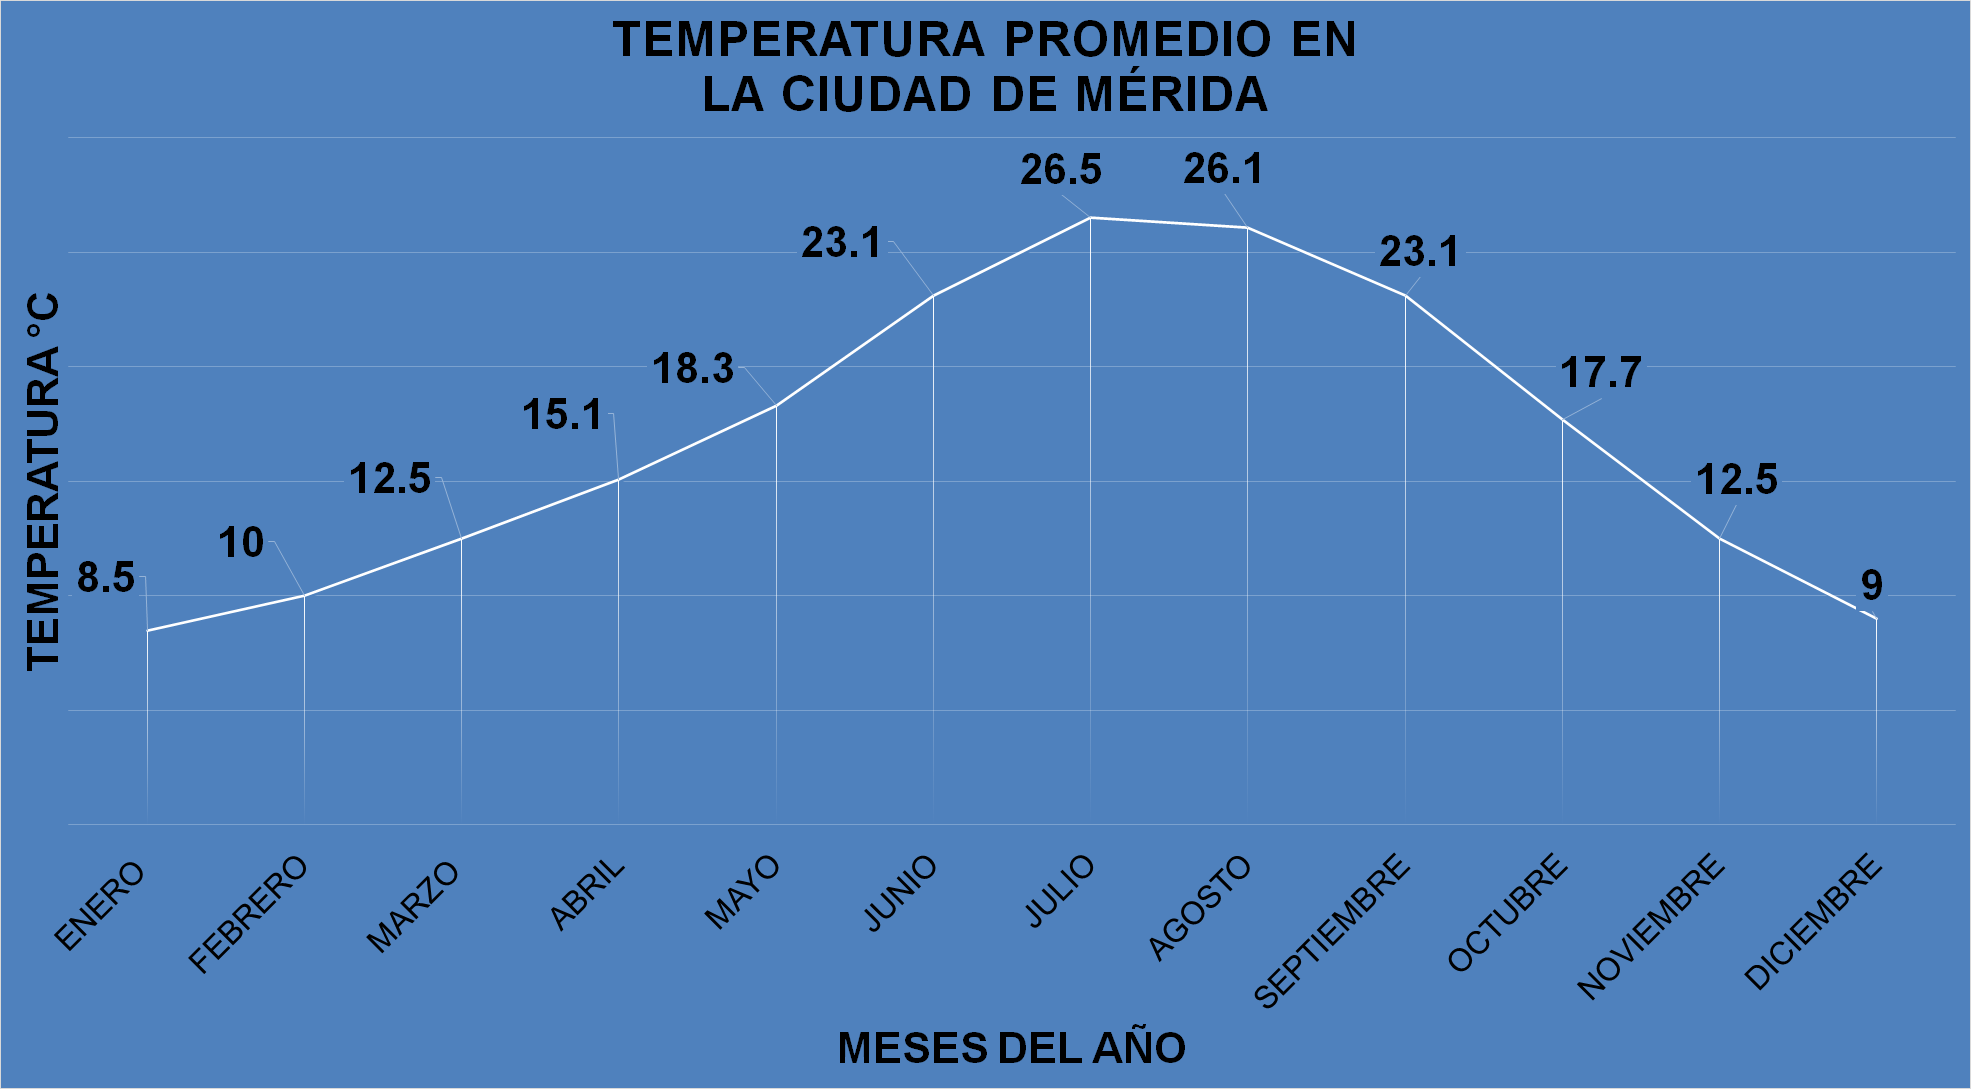 TEMPERATURA PROMEDIO EN
LA CIUDAD DE MÉRIDA
TEMPERATURA °C
8.5
10
12.5
15.1
18.3
23.1
26.5
26.1
23.1
17.7
12.5
9
ENERO
FEBRERO
MARZO
ABRIL
MAYO
JUNIO
JULIO
AGOSTO
SEPTIEMBRE
OCTUBRE
NOVIEMBRE
DICIEMBRE
MESES DEL AÑO